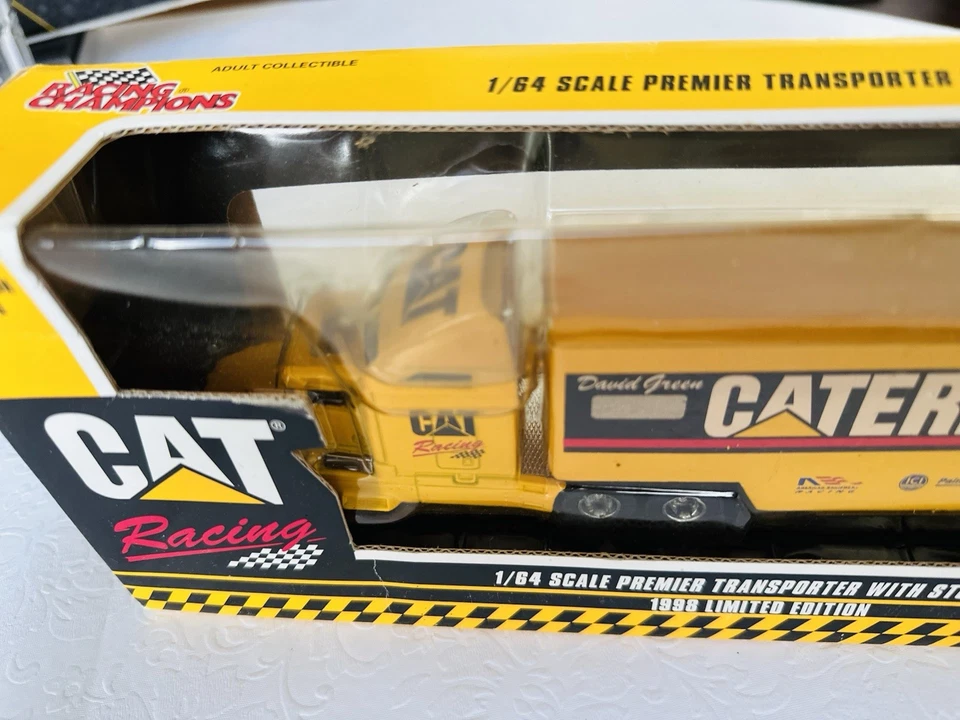 RACING CHAMPIONS®
ADULT COLLECTIBLE
1/64 SCALE PREMIER TRANSPORTER
CAT
David Green
CATER
CAT
Racing
CAT®
Racing
RACING
1/64 SCALE PREMIER TRANSPORTER WITH ST
1998 LIMITED EDITION